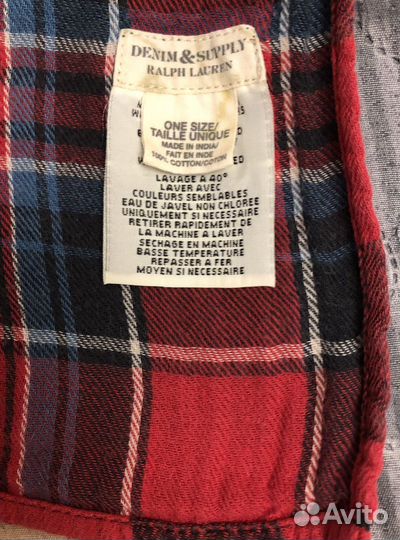 DENIM & SUPPLY
RALPH LAUREN
ONE SIZE/
TAILLE UNIQUE
MADE IN INDIA/
FAIT EN INDE
100% COTTON/COTON
LAVAGE A 40°
LAVER AVEC
COULEURS SEMBLABLES
EAU DE JAVEL NON CHLOREE
UNIQUEMENT SI NECESSAIRE
RETIRER RAPIDEMENT DE
LA MACHINE A LAVER
SECHAGE EN MACHINE
BASSE TEMPERATURE
REPASSER A FER
MOYEN SI NECESSAIRE
Avito